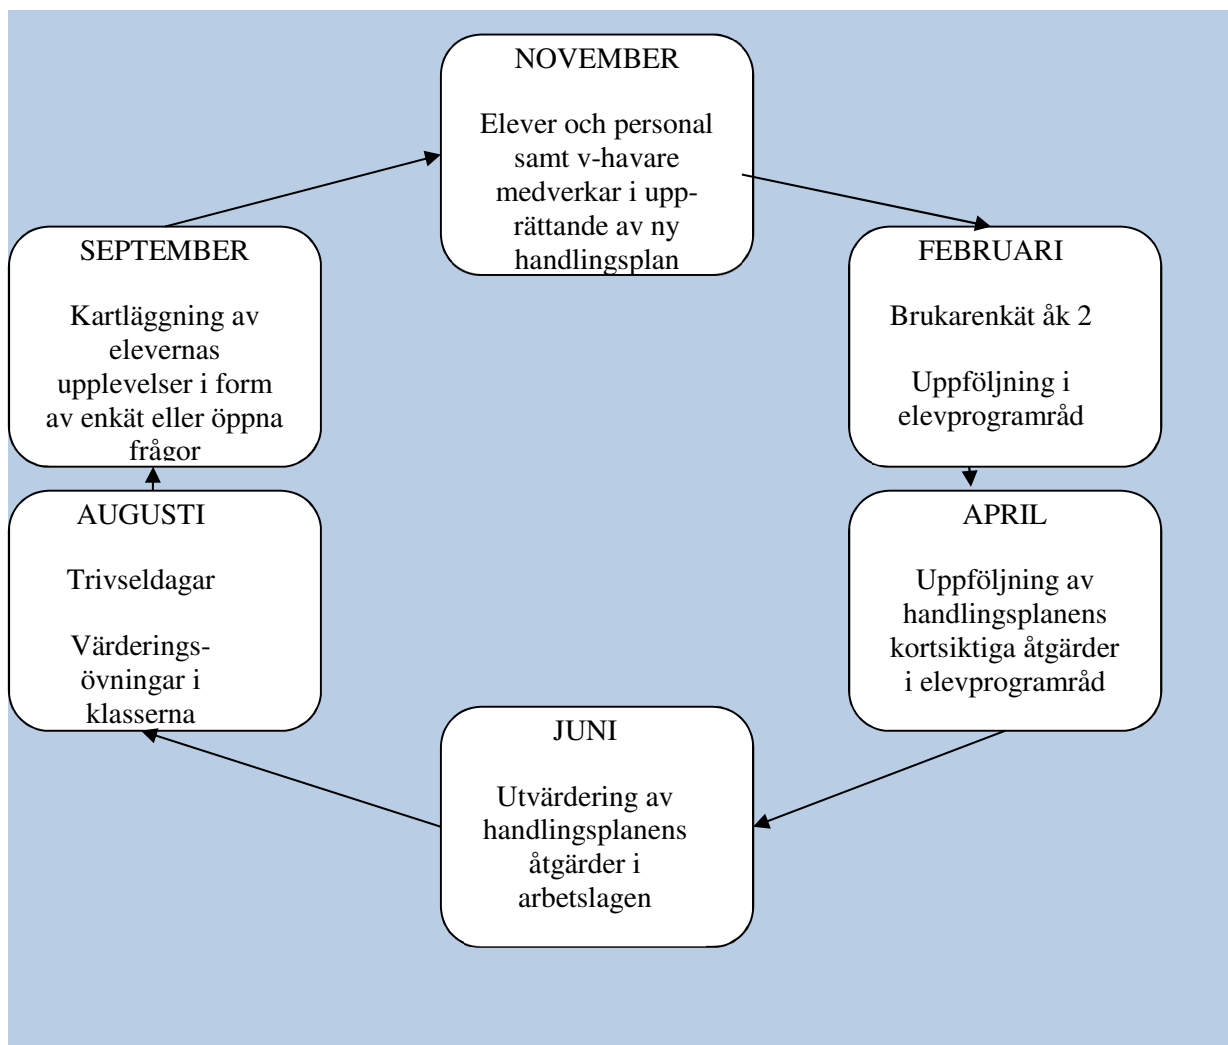 NOVEMBER
Elever och personal
samt v-havare
medverkar i upp-
rättande av ny
handlingsplan
SEPTEMBER
Kartläggning av
elevernas
upplevelser i form
av enkät eller öppna
frågor
FEBRUARI
Brukarenkät åk 2
Uppföljning i
elevprogramråd
AUGUSTI
Trivseldagar
Värderings-
övningar i
klasserna
APRIL
Uppföljning av
handlingsplanens
kortsiktiga åtgärder
i elevprogramråd
JUNI
Utvärdering av
handlingsplanens
åtgärder i
arbetslagen